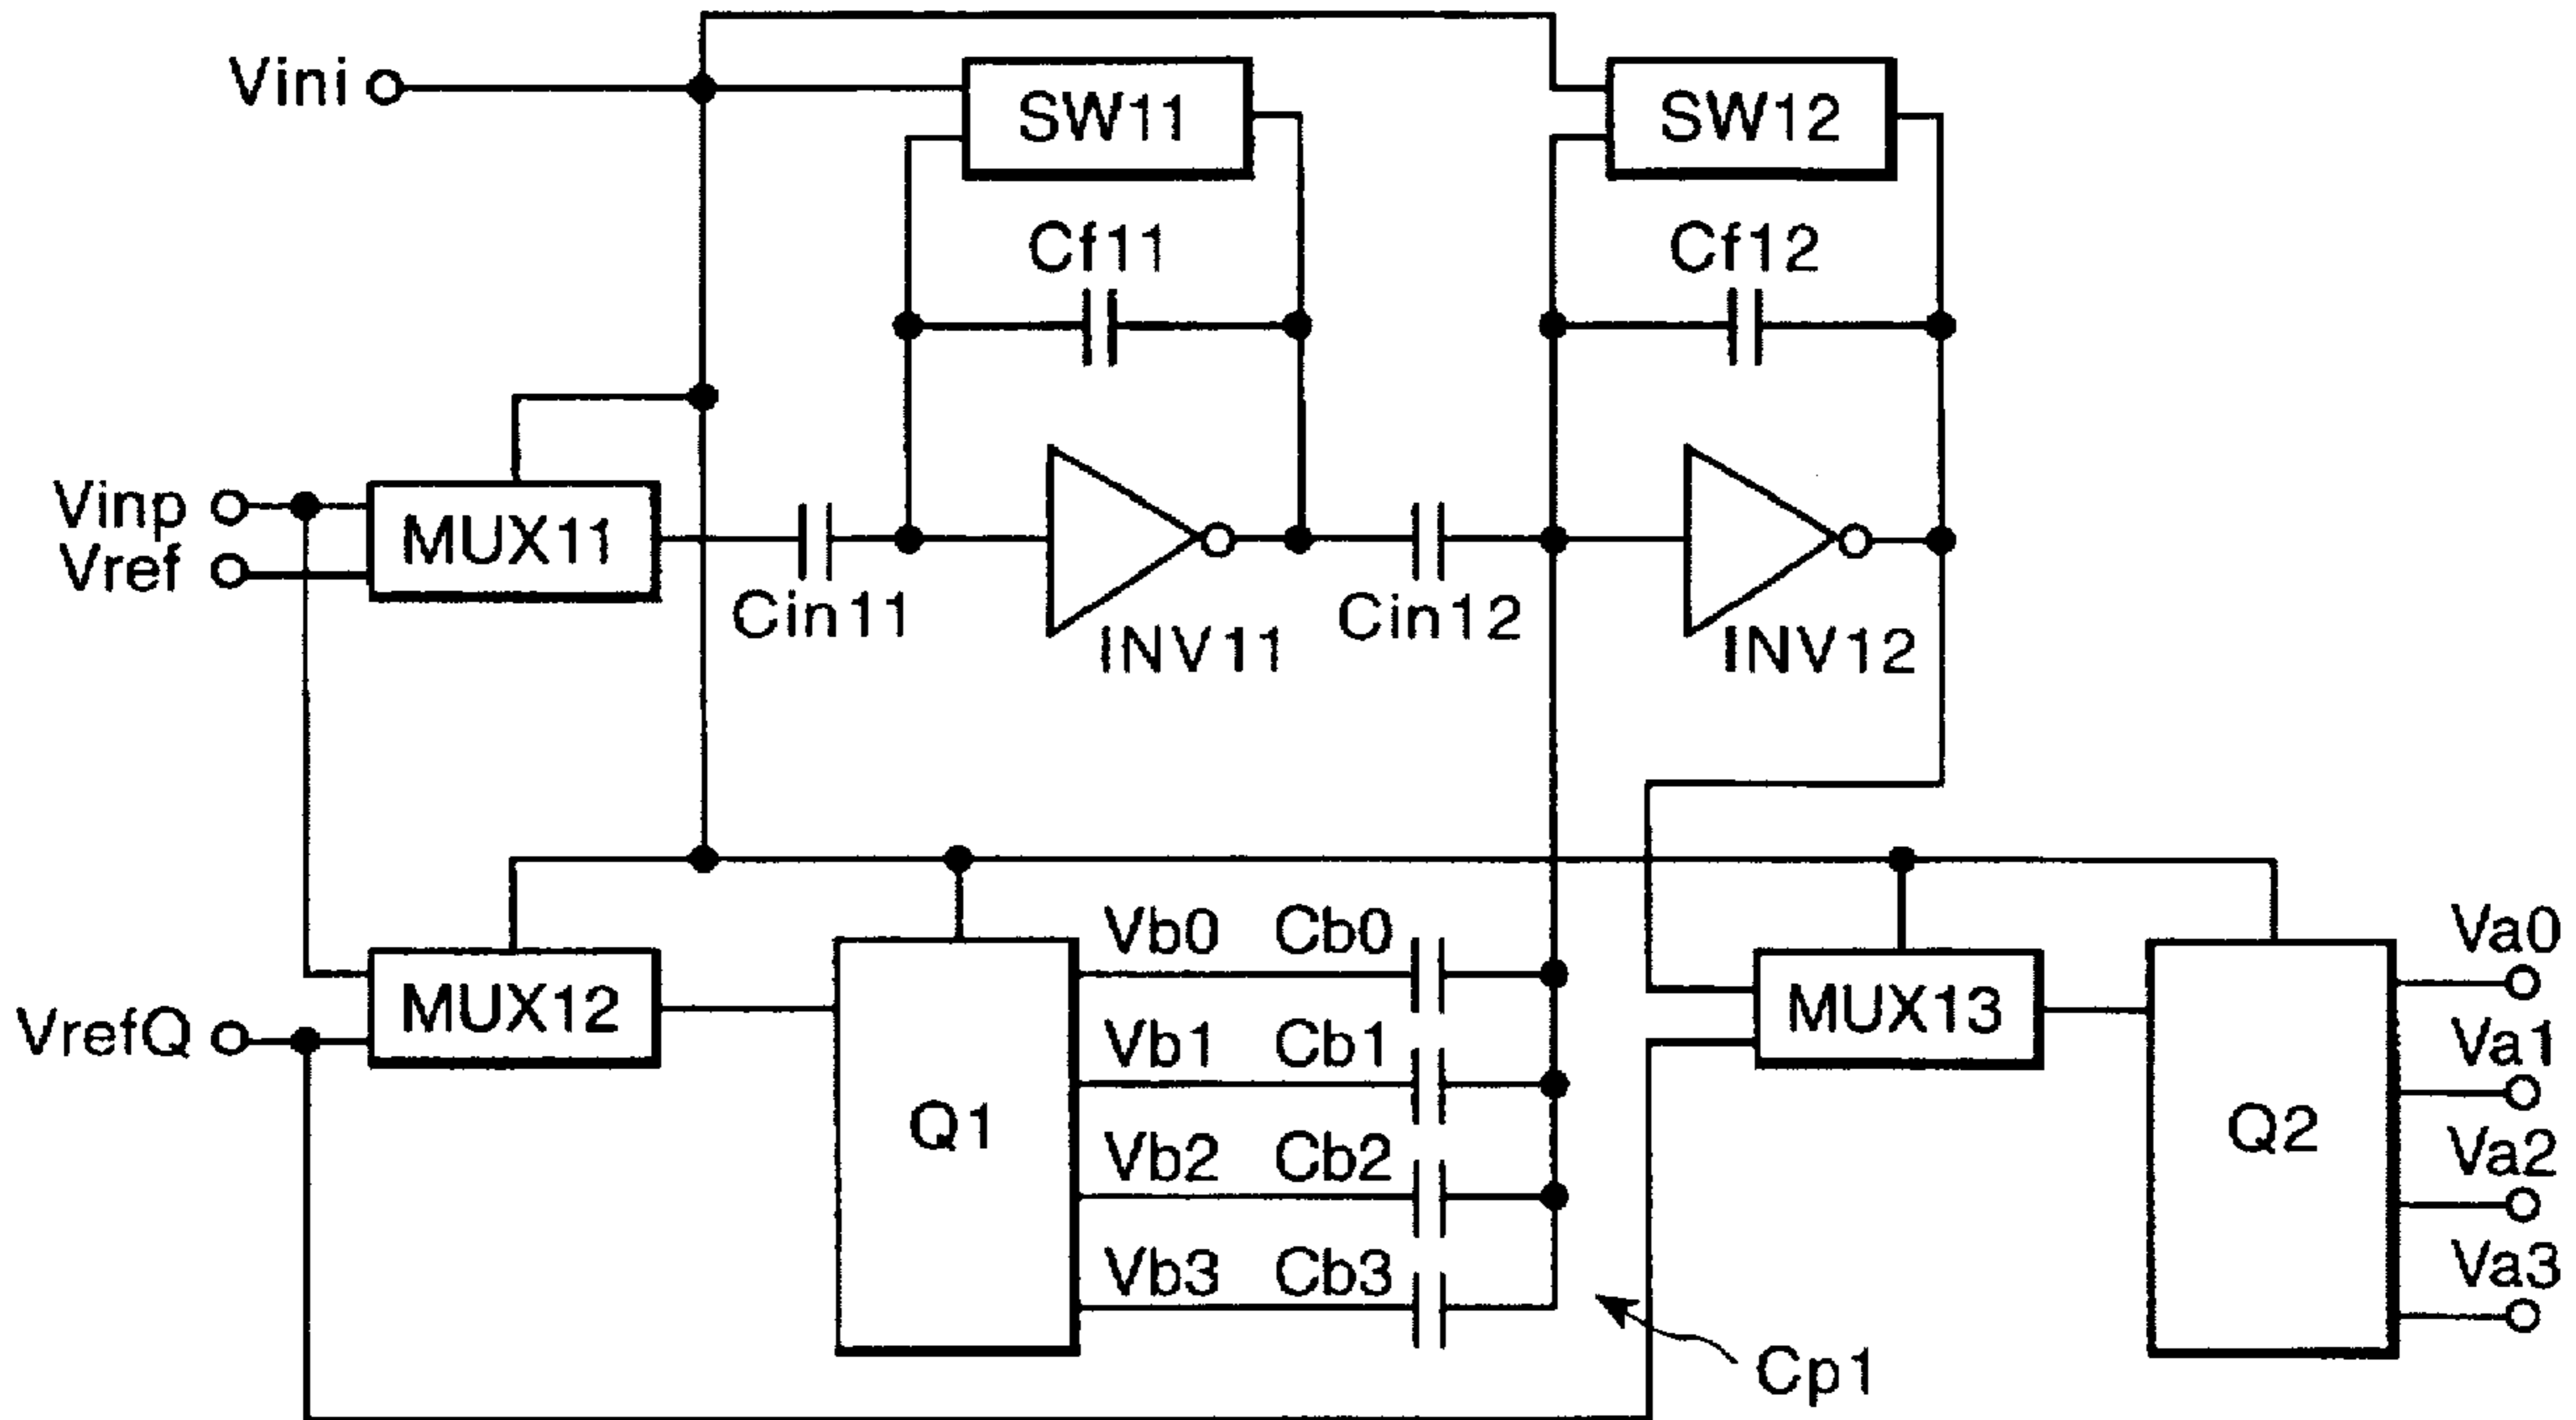 Vini
SW11
SW12
Cf11
Cf12
Vinp
MUX11
Vref
Cin11
INV11
Cin12
INV12
Vb0
Cb0
Va0
MUX12
MUX13
VrefQ
Vb1
Cb1
Va1
Q1
Q2
Vb2
Cb2
Va2
Vb3
Cb3
Va3
Cp1